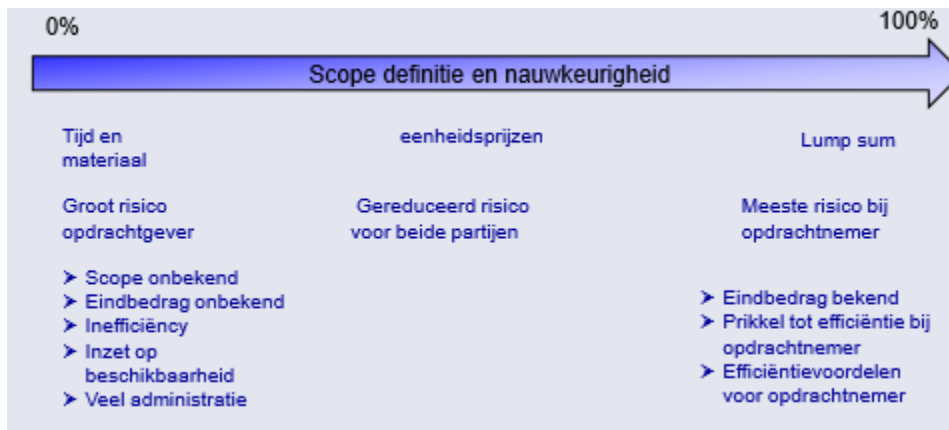 0%
100%
Scope definitie en nauwkeurigheid
Tijd en
materiaal
eenheidsprijzen
Lump sum
Groot risico
opdrachtgever
Gereduceerd risico
voor beide partijen
Meeste risico bij
opdrachtnemer
➤ Scope onbekend
➤ Eindbedrag onbekend
➤ Inefficiëncy
➤ Inzet op
beschikbaarheid
➤ Veel administratie
➤ Eindbedrag bekend
➤ Prikkel tot efficiëntie bij
opdrachtnemer
➤ Efficiëntievoordelen
voor opdrachtnemer